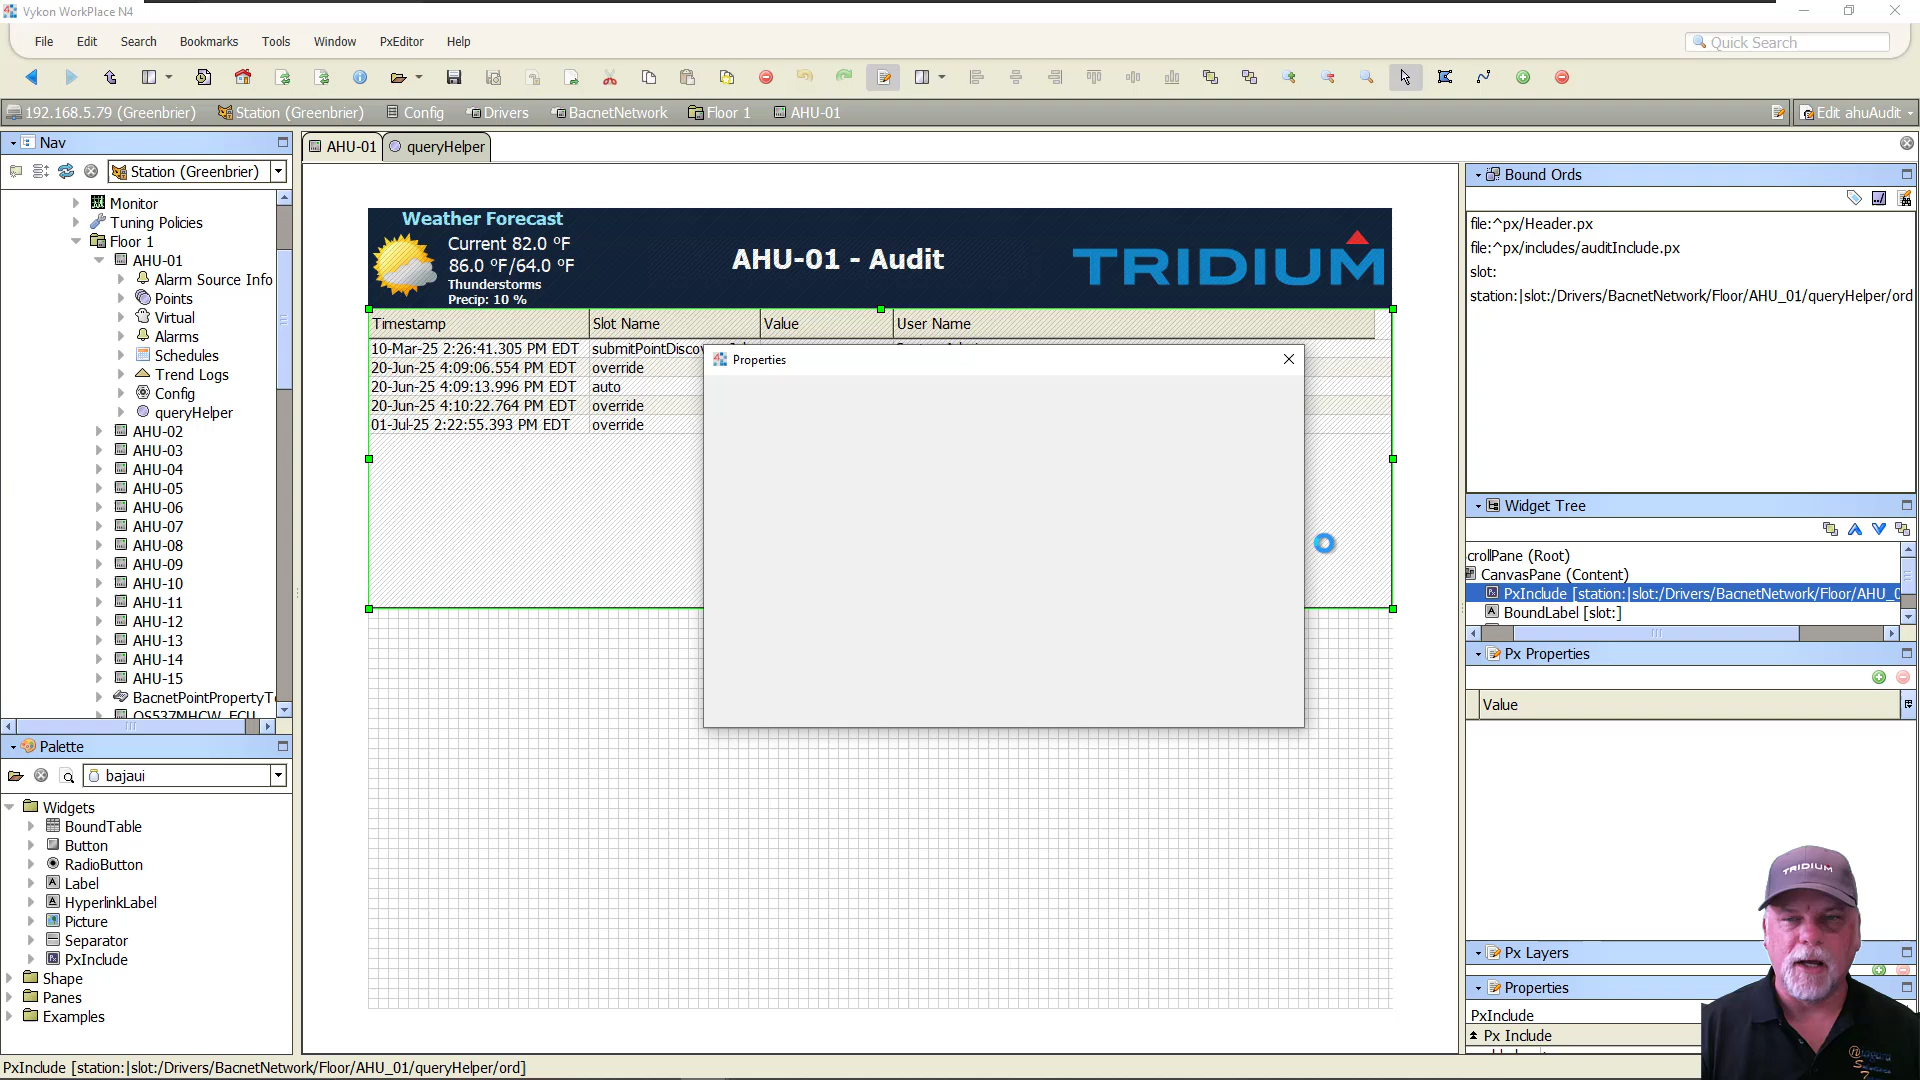 Vykon WorkPlace N4
File Edit Search Bookmarks Tools Window PxEditor Help
Quick Search
192.168.5.79 (Greenbrier) Station (Greenbrier) Config Drivers BacnetNetwork Floor 1 AHU-01 Edit ahuAudit
Nav
Station (Greenbrier)
Monitor
Tuning Policies
Floor 1
AHU-01
Alarm Source Info
Points
Virtual
Alarms
Schedules
Trend Logs
Config
queryHelper
AHU-02
AHU-03
AHU-04
AHU-05
AHU-06
AHU-07
AHU-08
AHU-09
AHU-10
AHU-11
AHU-12
AHU-13
AHU-14
AHU-15
BacnetPointPropertyT
QS537MHCW_ECU
Palette
bajaui
Widgets
BoundTable
Button
RadioButton
Label
HyperlinkLabel
Picture
Separator
PxInclude
Shape
Panes
Examples
AHU-01 queryHelper
Weather Forecast
Current 82.0 °F
86.0 °F/64.0 °F
Thunderstorms
Precip: 10 %
AHU-01 - Audit
TRIDIUM
Timestamp Slot Name Value User Name
10-Mar-25 2:26:41.305 PM EDT submitPointDisco
20-Jun-25 4:09:06.554 PM EDT override
20-Jun-25 4:09:13.996 PM EDT auto
20-Jun-25 4:10:22.764 PM EDT override
01-Jul-25 2:22:55.393 PM EDT override
Properties
Bound Ords
file:^px/Header.px
file:^px/includes/auditInclude.px
slot:
station:|slot:/Drivers/BacnetNetwork/Floor/AHU_01/queryHelper/ord
Widget Tree
crollPane (Root)
CanvasPane (Content)
PxInclude [station:|slot:/Drivers/BacnetNetwork/Floor/AHU_0
BoundLabel [slot:]
Px Properties
Value
Px Layers
Properties
PxInclude
Px Include
TRIDIUM
PxInclude [station:|slot:/Drivers/BacnetNetwork/Floor/AHU_01/queryHelper/ord]